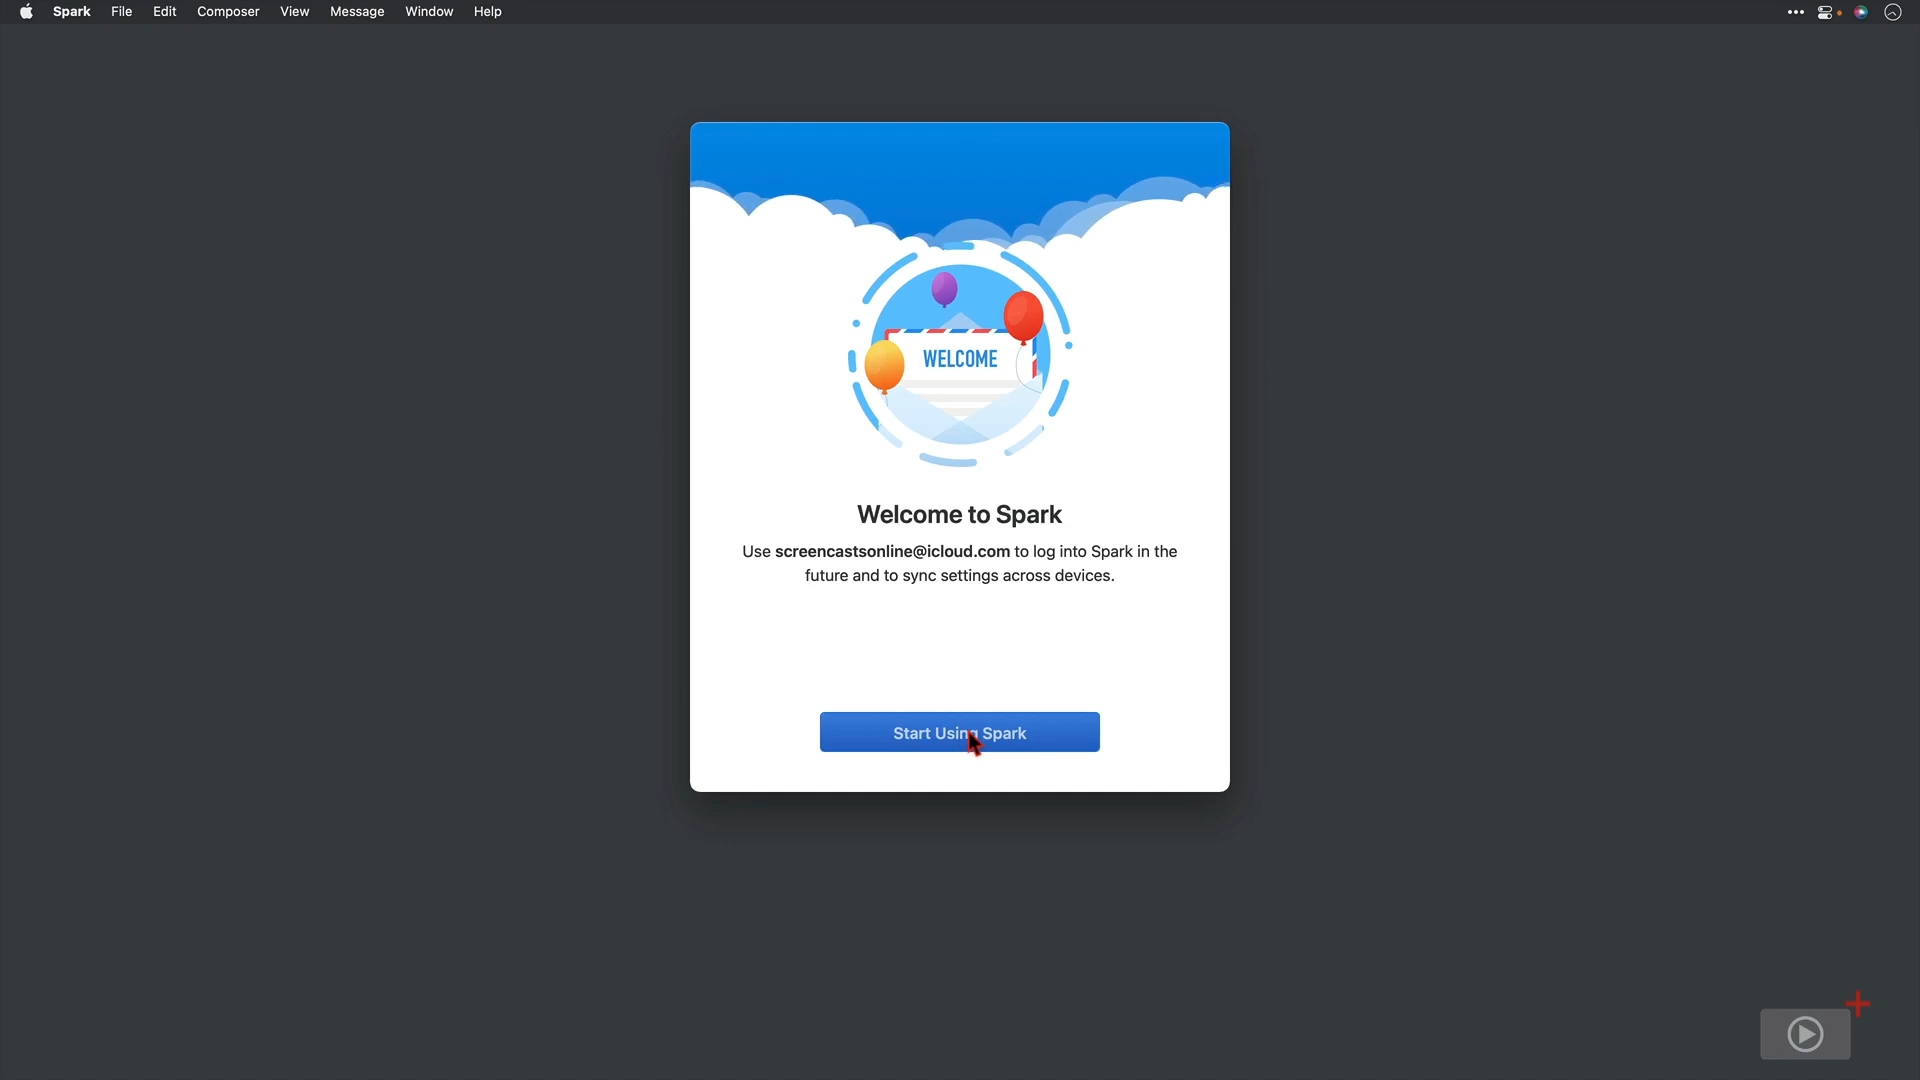 Spark File Edit Composer View Message Window Help
WELCOME
Welcome to Spark
Use screencastsonline@icloud.com to log into Spark in the
future and to sync settings across devices.
Start Using Spark